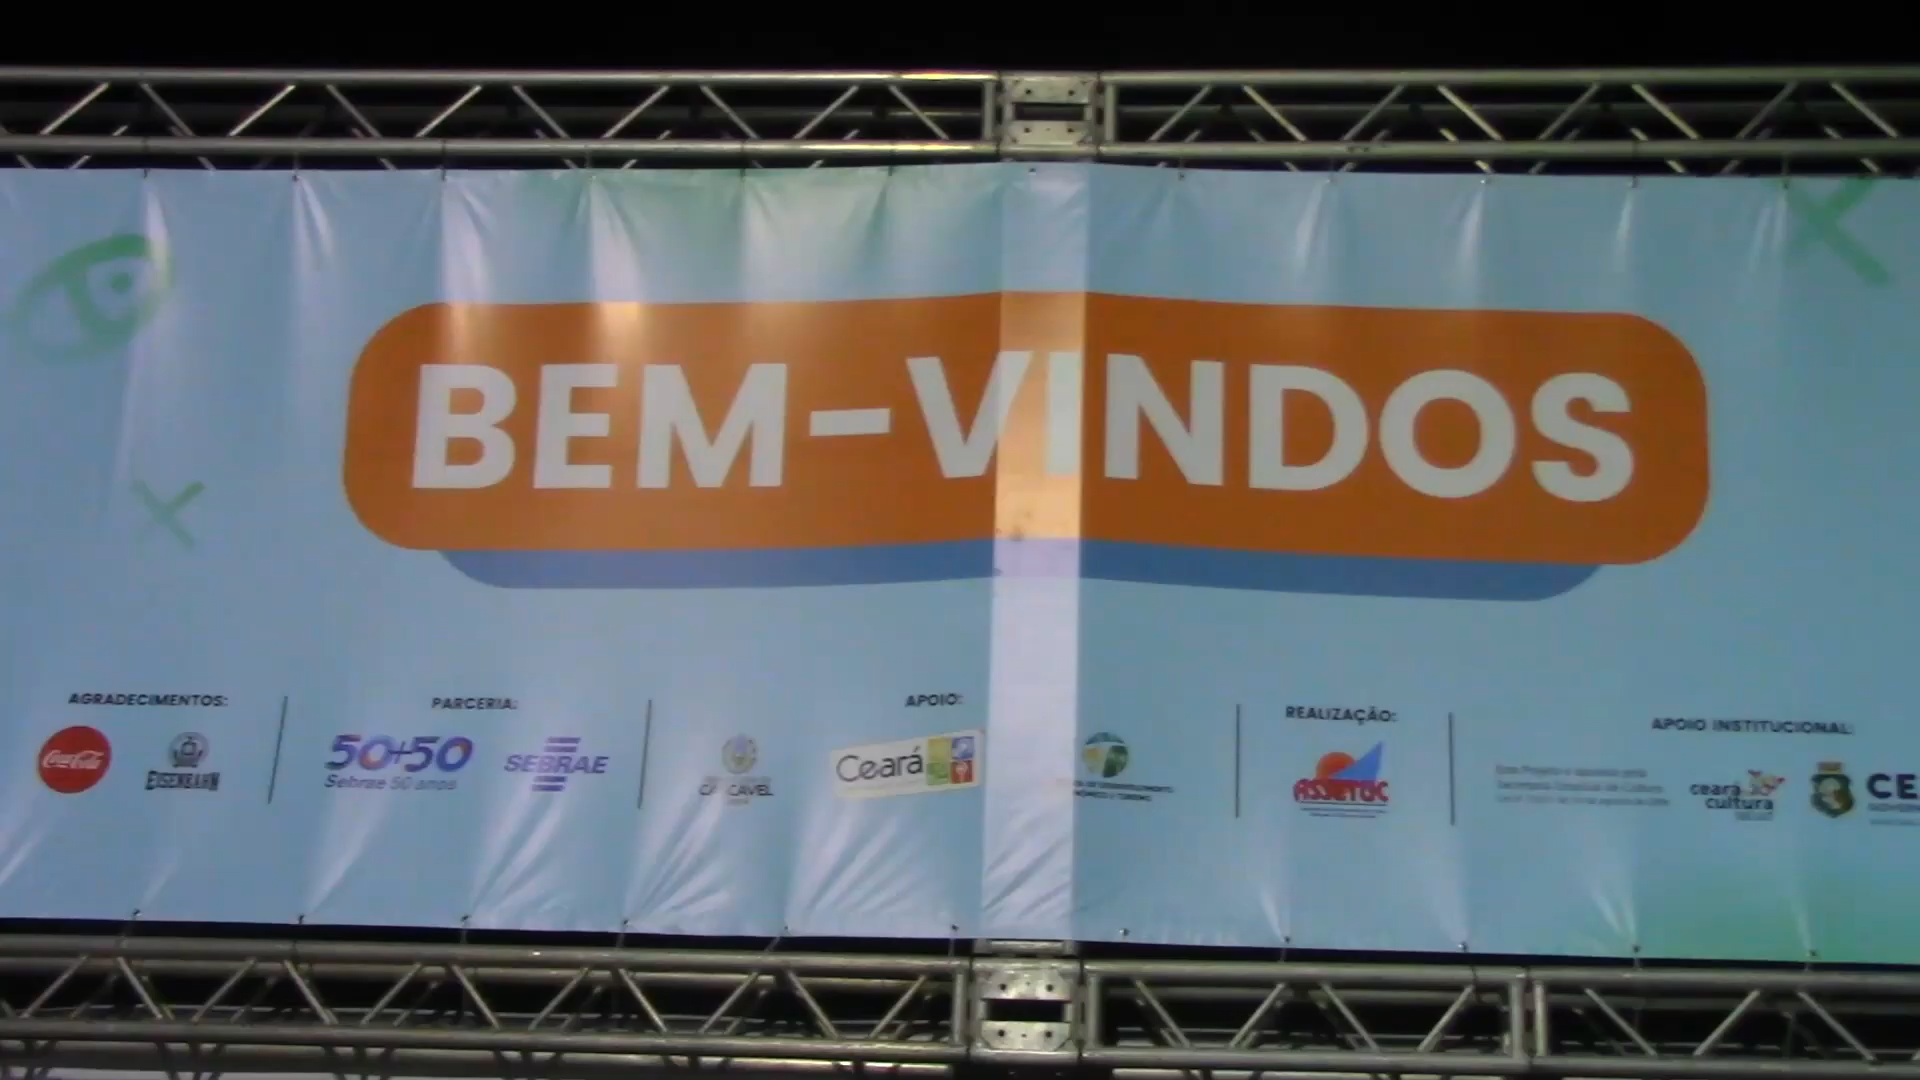 BEM-VINDOS
AGRADECIMENTOS:
Coca-Cola
EISENBAHN
PARCERIA:
50+50
Sebrae 50 anos
SEBRAE
APOIO:
CASCAVEL
Ceará
REALIZAÇÃO:
ASSETUC
APOIO INSTITUCIONAL:
ceará
cultura